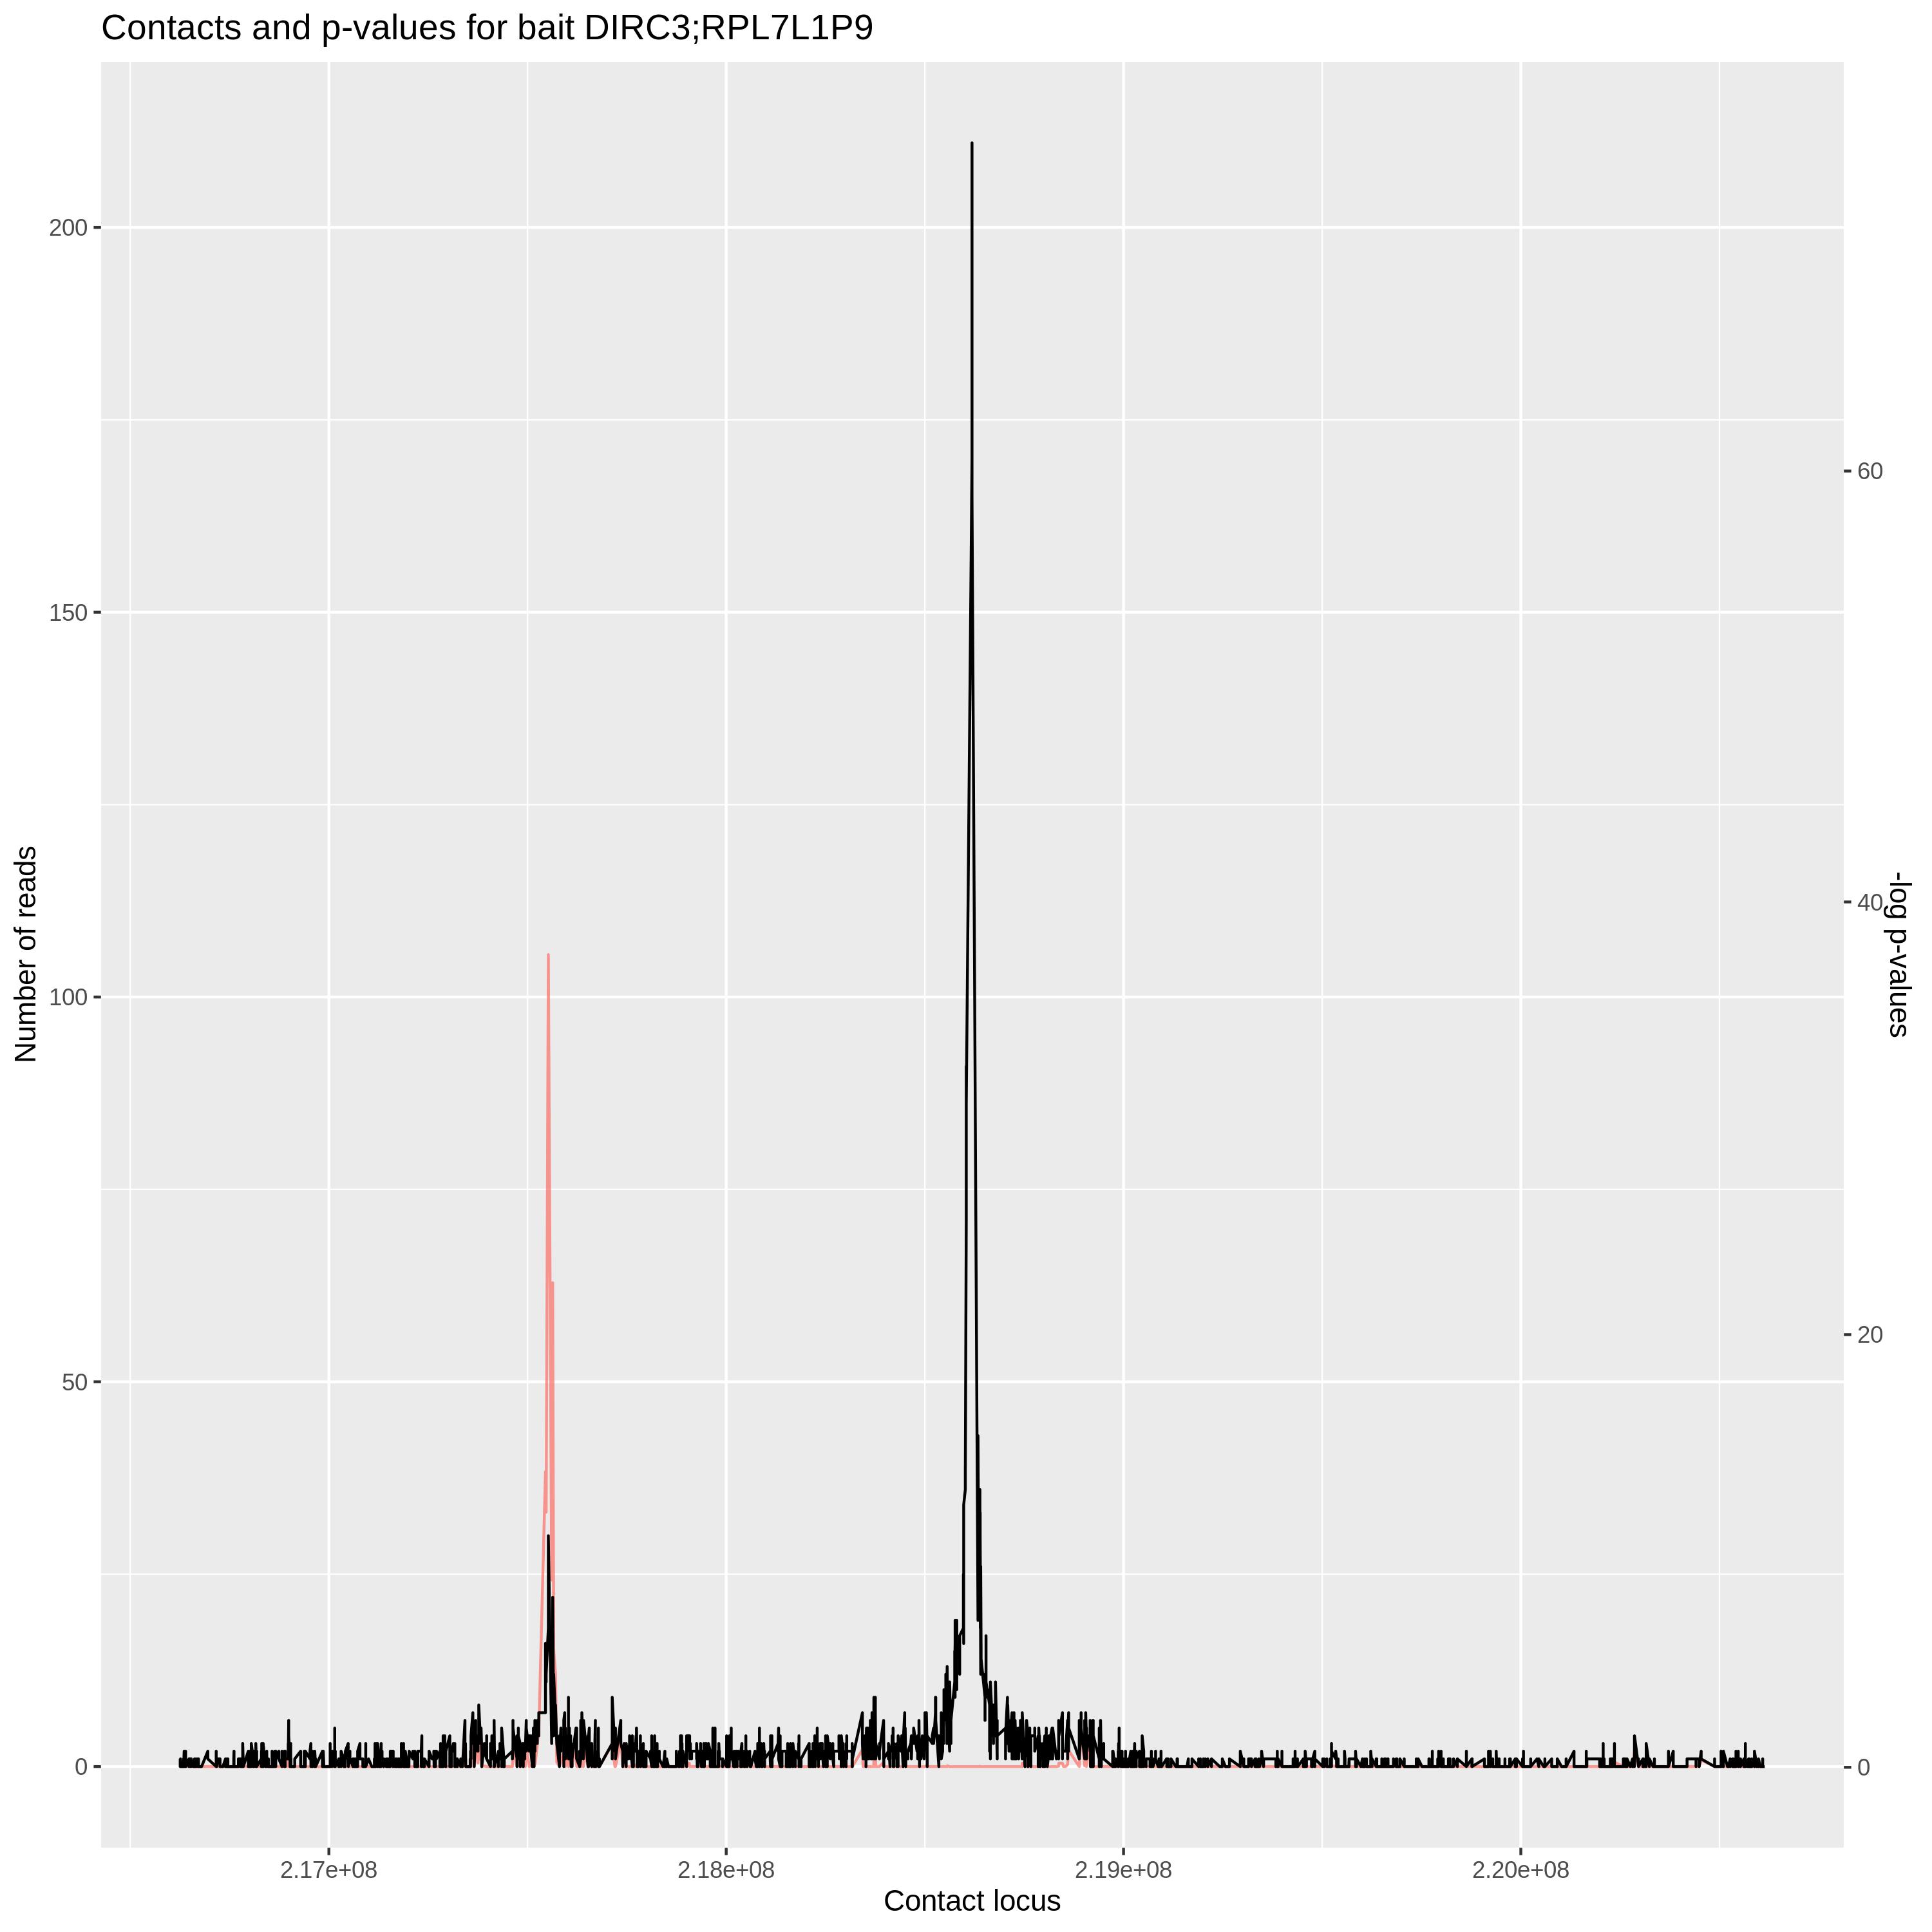 Contacts and p-values for bait DIRC3;RPL7L1P9
200
150
100
50
0
Number of reads
60
40
20
0
-log p-values
2.17e+08
2.18e+08
2.19e+08
2.20e+08
Contact locus